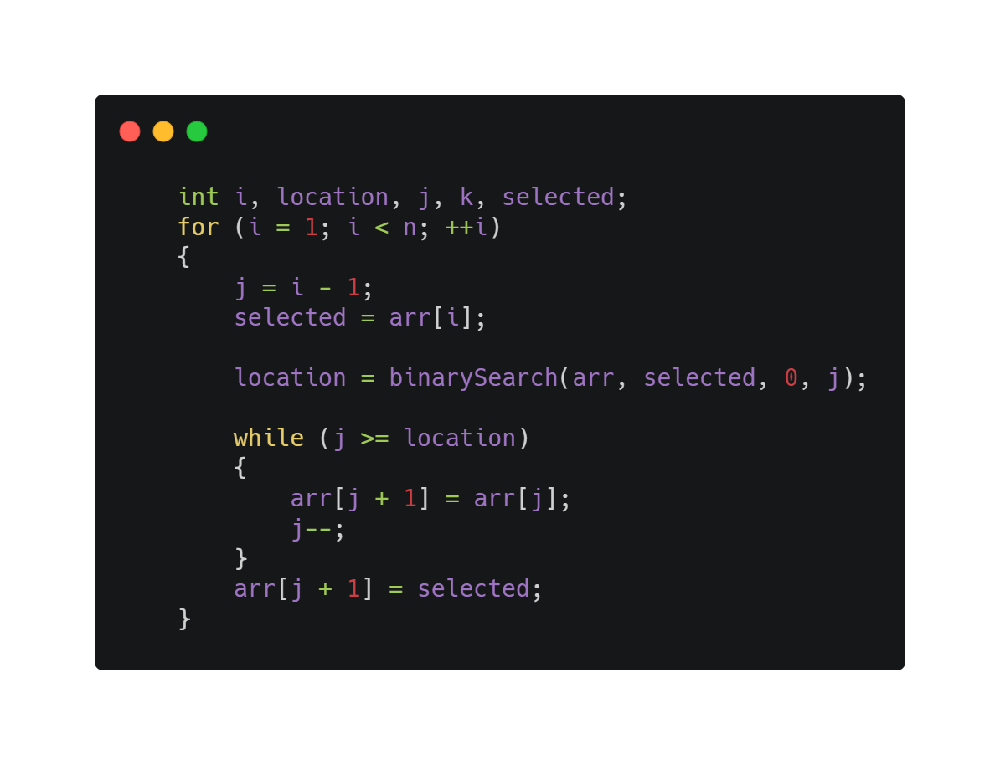 int i, location, j, k, selected;
for (i = 1; i < n; ++i)
{
    j = i - 1;
    selected = arr[i];

    location = binarySearch(arr, selected, 0, j);

    while (j >= location)
    {
        arr[j + 1] = arr[j];
        j--;
    }
    arr[j + 1] = selected;
}